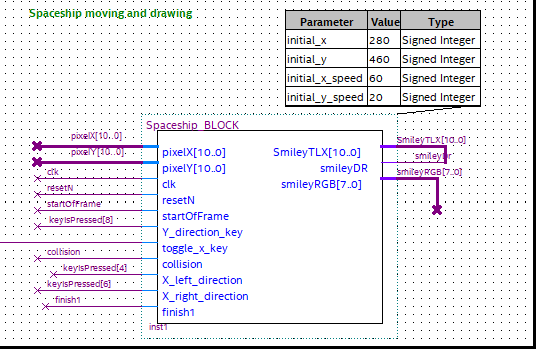 Spaceship moving and drawing
Parameter Value Type
initial_x 280 Signed Integer
initial_y 460 Signed Integer
initial_x_speed 60 Signed Integer
initial_y_speed 20 Signed Integer
Spaceship_BLOCK
pixelX[10..0] pixelX[10..0] SmileyTLX[10..0] SmileyTLX[10..0]
pixelY[10..0] pixelY[10..0] smileyDR smileyDr
clk clk smileyRGB[7..0] smileyRGB[7..0]
resetN resetN
startOfFrame startOfFrame
keyIsPressed[8] Y_direction_key
toggle_x_key
collision collision
keyIsPressed[4] X_left_direction
keyIsPressed[6] X_right_direction
finish1 finish1
inst1